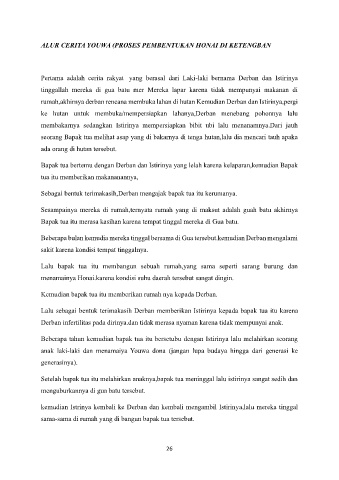 ALUR CERITA YOUWA (PROSES PEMBENTUKAN HONAI DI KETENGBAN
Pertama adalah cerita rakyat yang berasal dari Laki-laki bernama Derban dan Istirinya
tinggallah mereka di gua batu mer Mereka lapar karena tidak mempunyai makanan di
rumah,akhirnya derban rencana membuka lahan di hutan Kemudian Derban dan Istirinya,pergi
ke hutan untuk membuka/mempersiapkan lahanya,Derban menebang pohonnya lalu
membakarnya sedangkan Istirinya mempersiapkan bibit ubi lalu menanamnya.Dari jauh
seorang Bapak tua melihat asap yang di bakarnya di tenga hutan,lalu dia mencari tauh apaka
ada orang di hutan tersebut.
Bapak tua bertemu dengan Derban dan Istirinya yang lelah karena kelaparan,kemudian Bapak
tua itu memberikan makananannya,
Sebagai bentuk terimakasih,Derban mengajak bapak tua itu kerumanya.
Sesampainya mereka di rumah,ternyata rumah yang di maksut adalah guah batu akhirnya
Bapak tua itu merasa kasihan karena tempat tinggal mereka di Gua batu.
Beberapa bulan kemudia mereka tinggal bersama di Gua tersebut.kemudian Derban mengalami
sakit karena kondisi tempat tinggalnya.
Lalu bapak tua itu membangun sebuah rumah,yang sama seperti sarang burung dan
menamainya Honai.karena kondisi suhu daerah tersebut sangat dingin.
Kemudian bapak tua itu memberikan rumah nya kepada Derban.
Lalu sebagai bentuk terimakasih Derban memberikan Istirinya kepada bapak tua itu karena
Derban infertilitas pada dirinya.dan tidak merasa nyaman karena tidak mempunyai anak.
Beberapa tahun kemudian bapak tua itu bersetubu dengan Istirinya lalu melahirkan seorang
anak laki-laki dan menamaiya Youwa dona (jangan lupa budaya hingga dari generasi ke
generasinya).
Setelah bapak tua itu melahirkan anaknya,bapak tua meninggal lalu istirinya sangat sedih dan
menguburkannya di gua batu tersebut.
kemudian Istrinya kembali ke Derban dan kembali mengambil Istirinya.lalu mereka tinggal
sama-sama di rumah yang di bangun bapak tua tersebut.
26